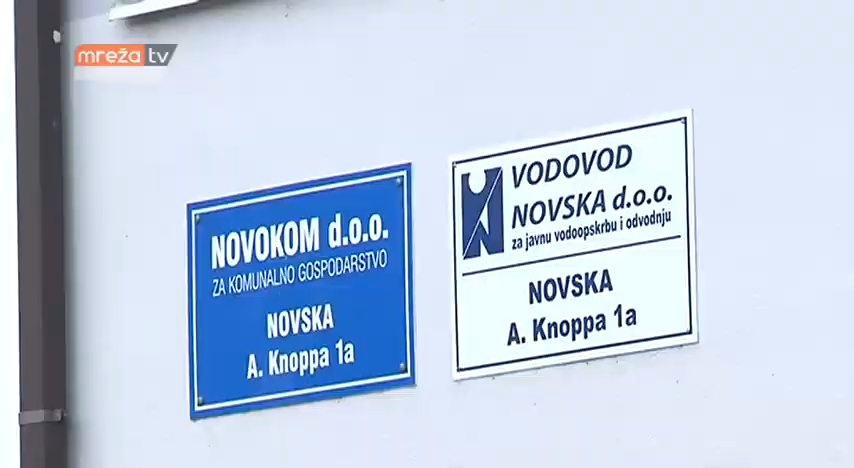 mreža tv
NOVOKOM d.o.o.
ZA KOMUNALNO GOSPODARSTVO
NOVSKA
A. Knoppa 1a
VODOVOD
NOVSKA d.o.o.
za javnu vodoopskrbu i odvodnju
NOVSKA
A. Knoppa 1a